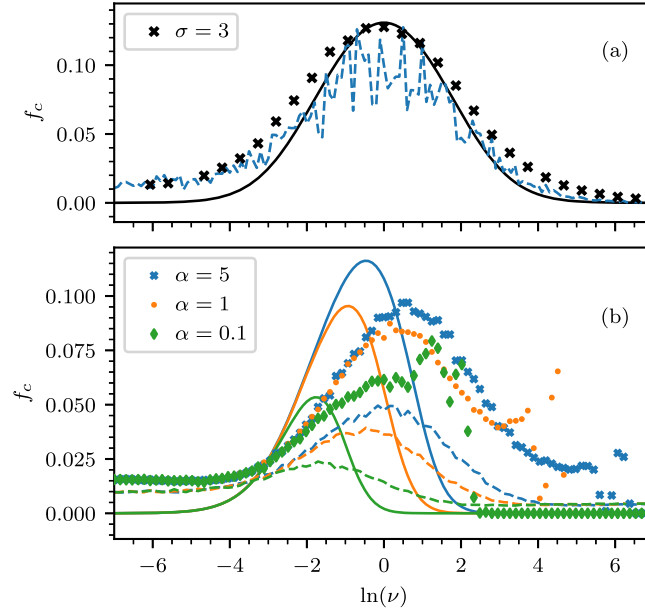 σ = 3
(a)
0.10
0.05
0.00
f_c
α = 5
α = 1
α = 0.1
(b)
0.100
0.075
0.050
0.025
0.000
f_c
−6 −4 −2 0 2 4 6
ln(ν)